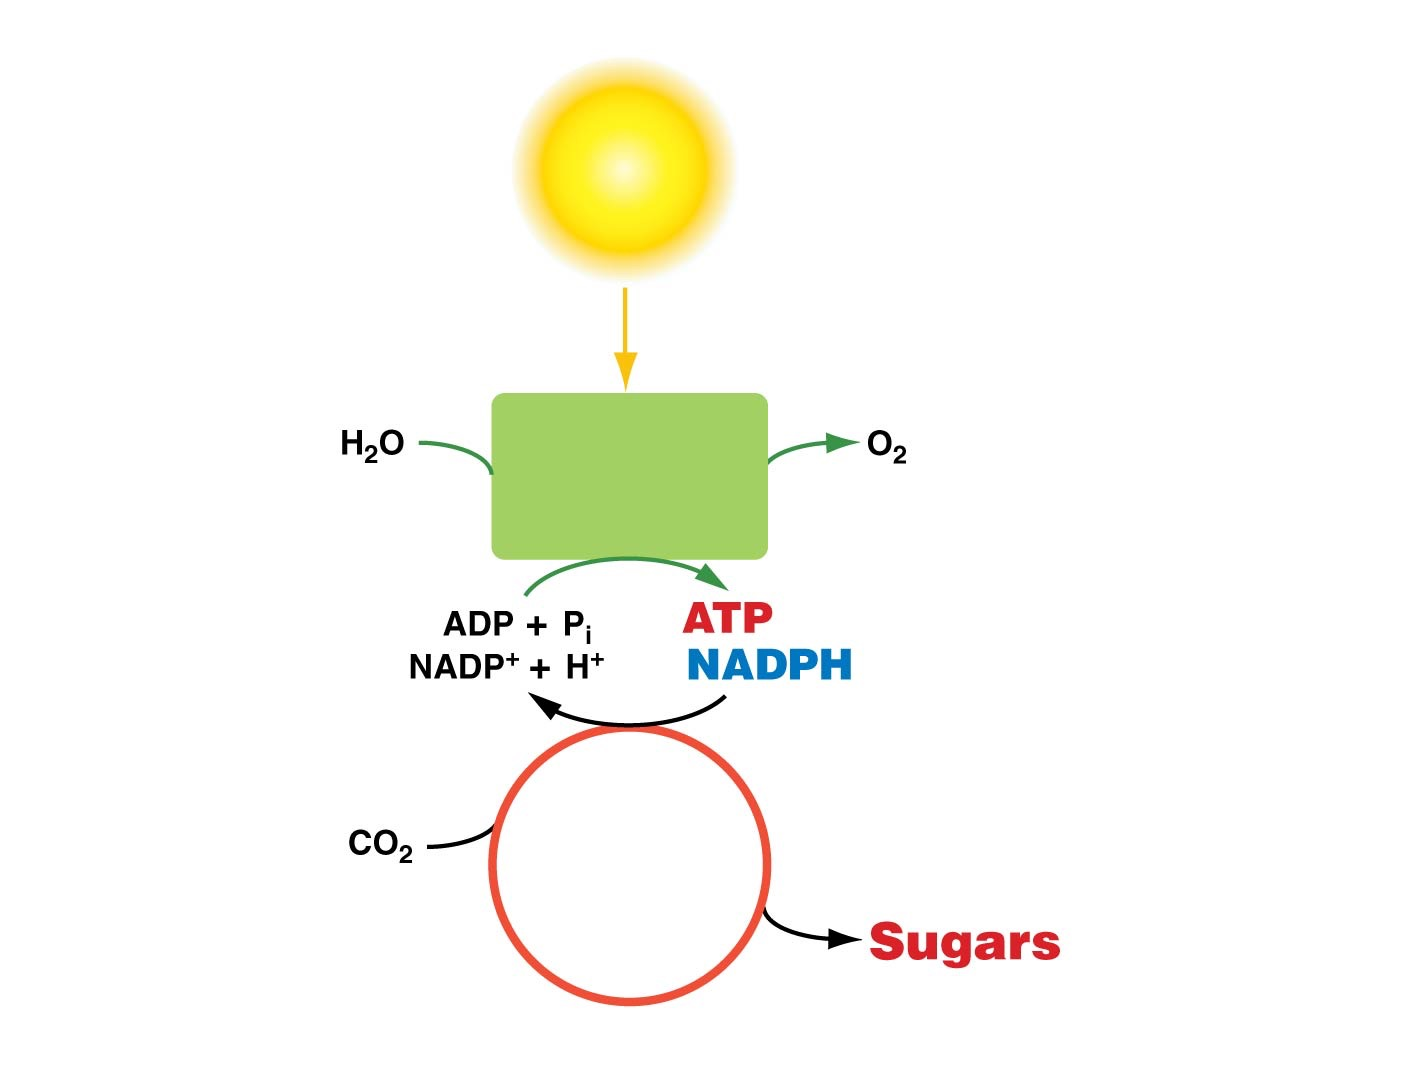 H₂O
O₂
ADP + Pᵢ
ATP
NADP⁺ + H⁺
NADPH
CO₂
Sugars